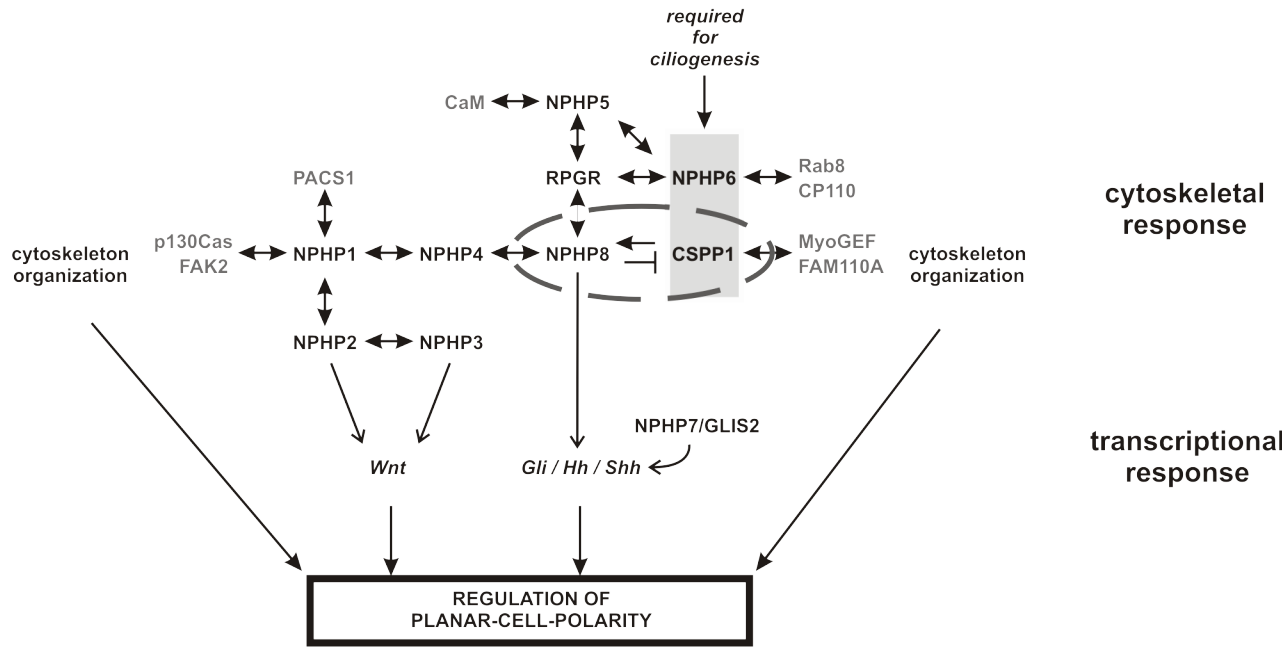 required
for
ciliogenesis
CaM NPHP5
PACS1 RPGR NPHP6 Rab8
CP110
cytoskeletal
response
cytoskeleton
organization
p130Cas
FAK2
NPHP1 NPHP4 NPHP8 CSPP1
MyoGEF
FAM110A
cytoskeleton
organization
NPHP2 NPHP3
NPHP7/GLIS2
transcriptional
response
Wnt Gli / Hh / Shh
REGULATION OF
PLANAR-CELL-POLARITY